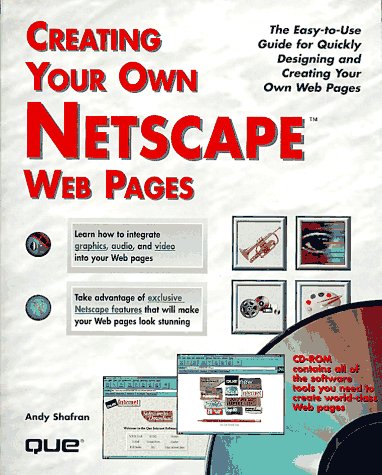 CREATING
YOUR OWN
NETSCAPE™
WEB PAGES
The Easy-to-Use
Guide for Quickly
Designing and
Creating Your
Own Web Pages
Learn how to integrate
graphics, audio, and video
into your Web pages
Take advantage of exclusive
Netscape features that will make
your Web pages look stunning
CD-ROM
contains all of
the software
tools you need to
create world-class
Web pages
Andy Shafran
QUE